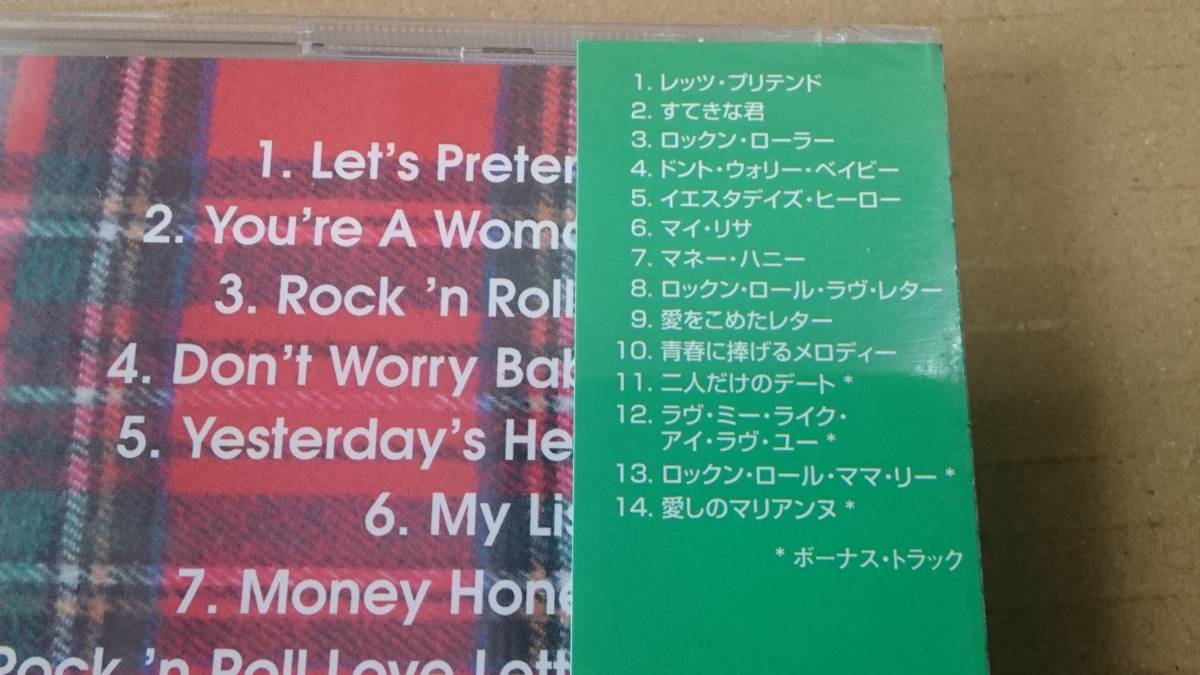 1. Let's Preten
2. You're A Woma
3. Rock 'n Roll
4. Don't Worry Bab
5. Yesterday's He
6. My Lis
7. Money Hone
Rock 'n Roll Love Lett
1. レッツ・プリテンド
2. すてきな君
3. ロックン・ローラー
4. ドント・ウォリー・ベイビー
5. イエスタデイズ・ヒーロー
6. マイ・リサ
7. マネー・ハニー
8. ロックン・ロール・ラヴ・レター
9. 愛をこめたレター
10. 青春に捧げるメロディー
11. 二人だけのデート *
12. ラヴ・ミー・ライク・
アイ・ラヴ・ユー *
13. ロックン・ロール・ママ・リー *
14. 愛しのマリアンヌ *
* ボーナス・トラック